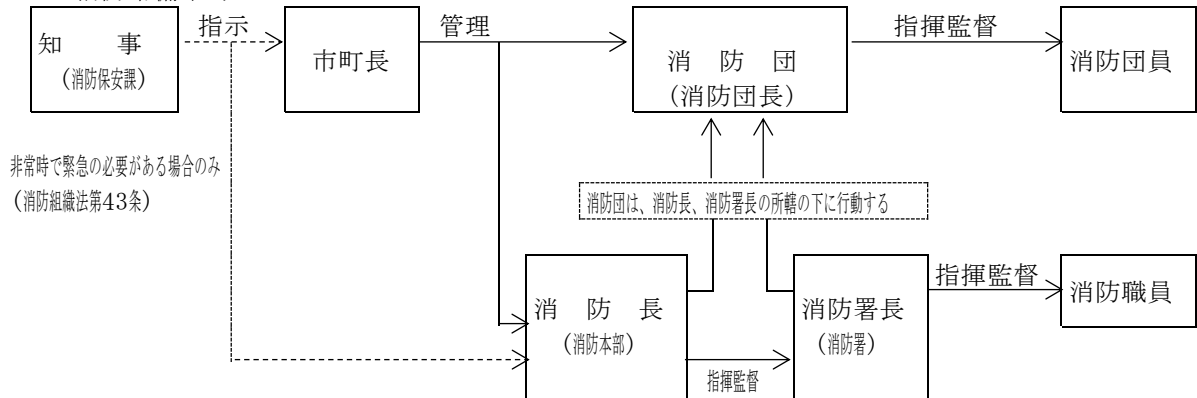 指示
管理
指揮監督
知　　事
（消防保安課）
市町長
消　防　団
（消防団長）
消防団員
非常時で緊急の必要がある場合のみ
（消防組織法第43条）
消防団は、消防長、消防署長の所轄の下に行動する
指揮監督
消　防　長
（消防本部）
消防署長
（消防署）
消防職員
指揮監督